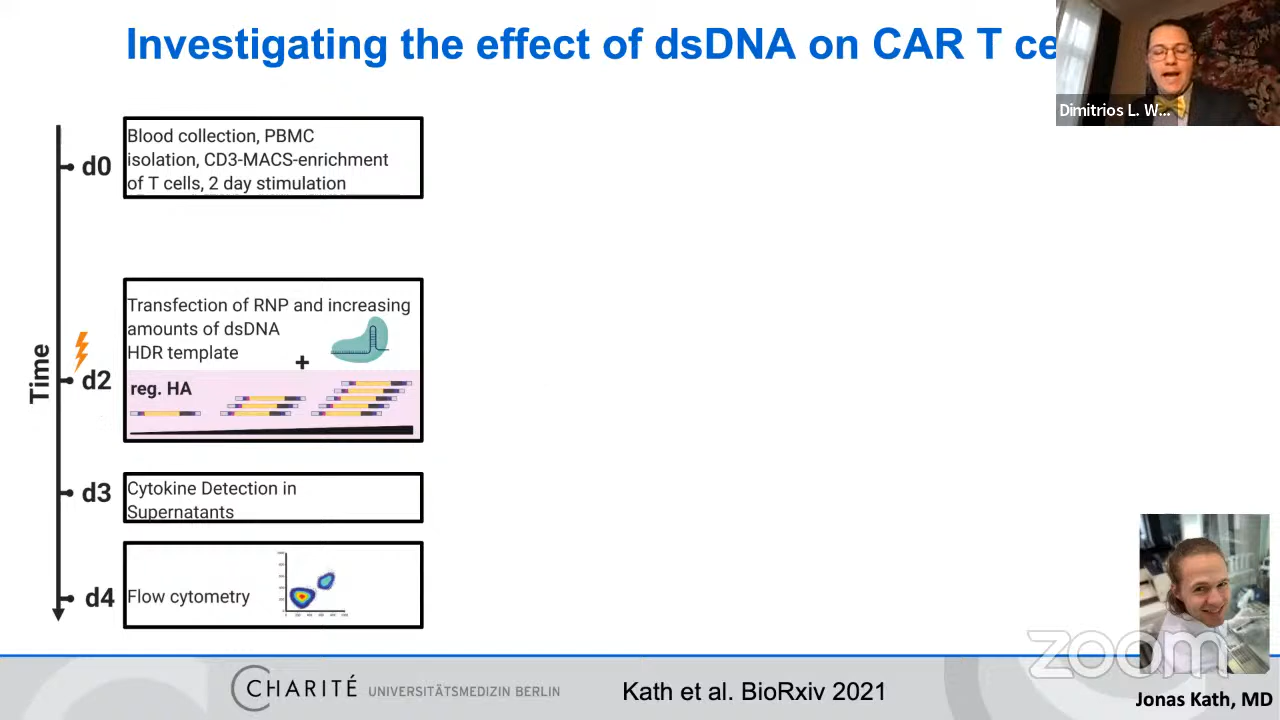 Investigating the effect of dsDNA on CAR T ce
Dimitrios L. W...
Time
d0
Blood collection, PBMC
isolation, CD3-MACS-enrichment
of T cells, 2 day stimulation
d2
Transfection of RNP and increasing
amounts of dsDNA
HDR template
+
reg. HA
d3
Cytokine Detection in
Supernatants
d4
Flow cytometry
zoom
CHARITÉ UNIVERSITÄTSMEDIZIN BERLIN
Kath et al. BioRxiv 2021
Jonas Kath, MD